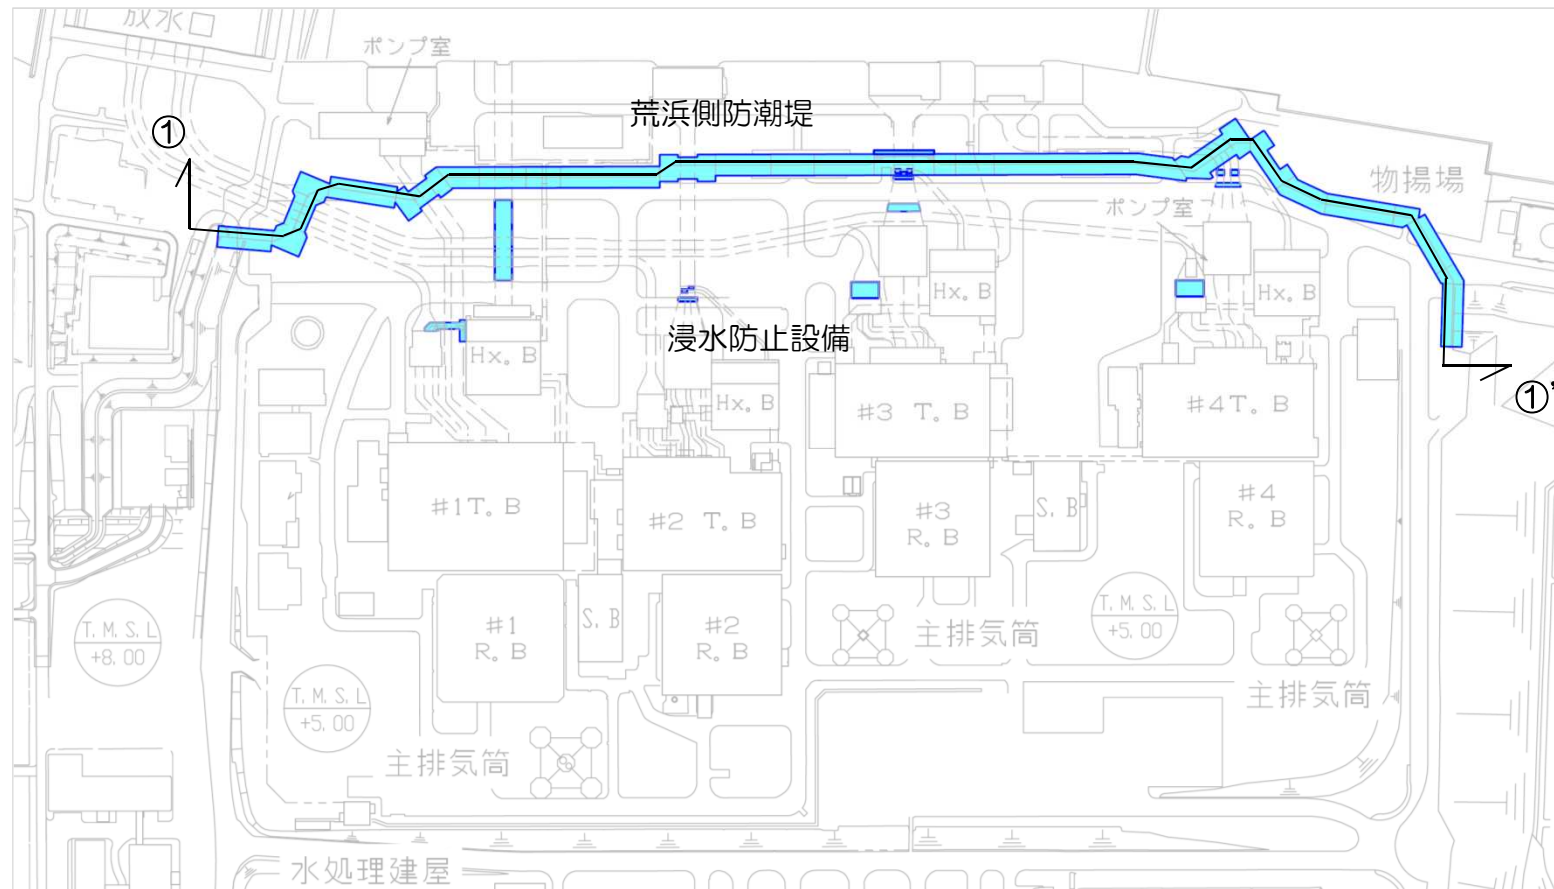 放水口
ポンプ室
荒浜側防潮堤
①
物揚場
ポンプ室
Hx。B
Hx。B
浸水防止設備
Hx。B
Hx。B
①’
#3 T。B
#4T。B
#1T。B
#2 T。B
#3
R。B
S。B
#4
R。B
T. M. S. L
+8. 00
#1
R。B
S。B
#2
R。B
主排気筒
T. M. S. L
+5. 00
T. M. S. L
+5. 00
主排気筒
主排気筒
水処理建屋